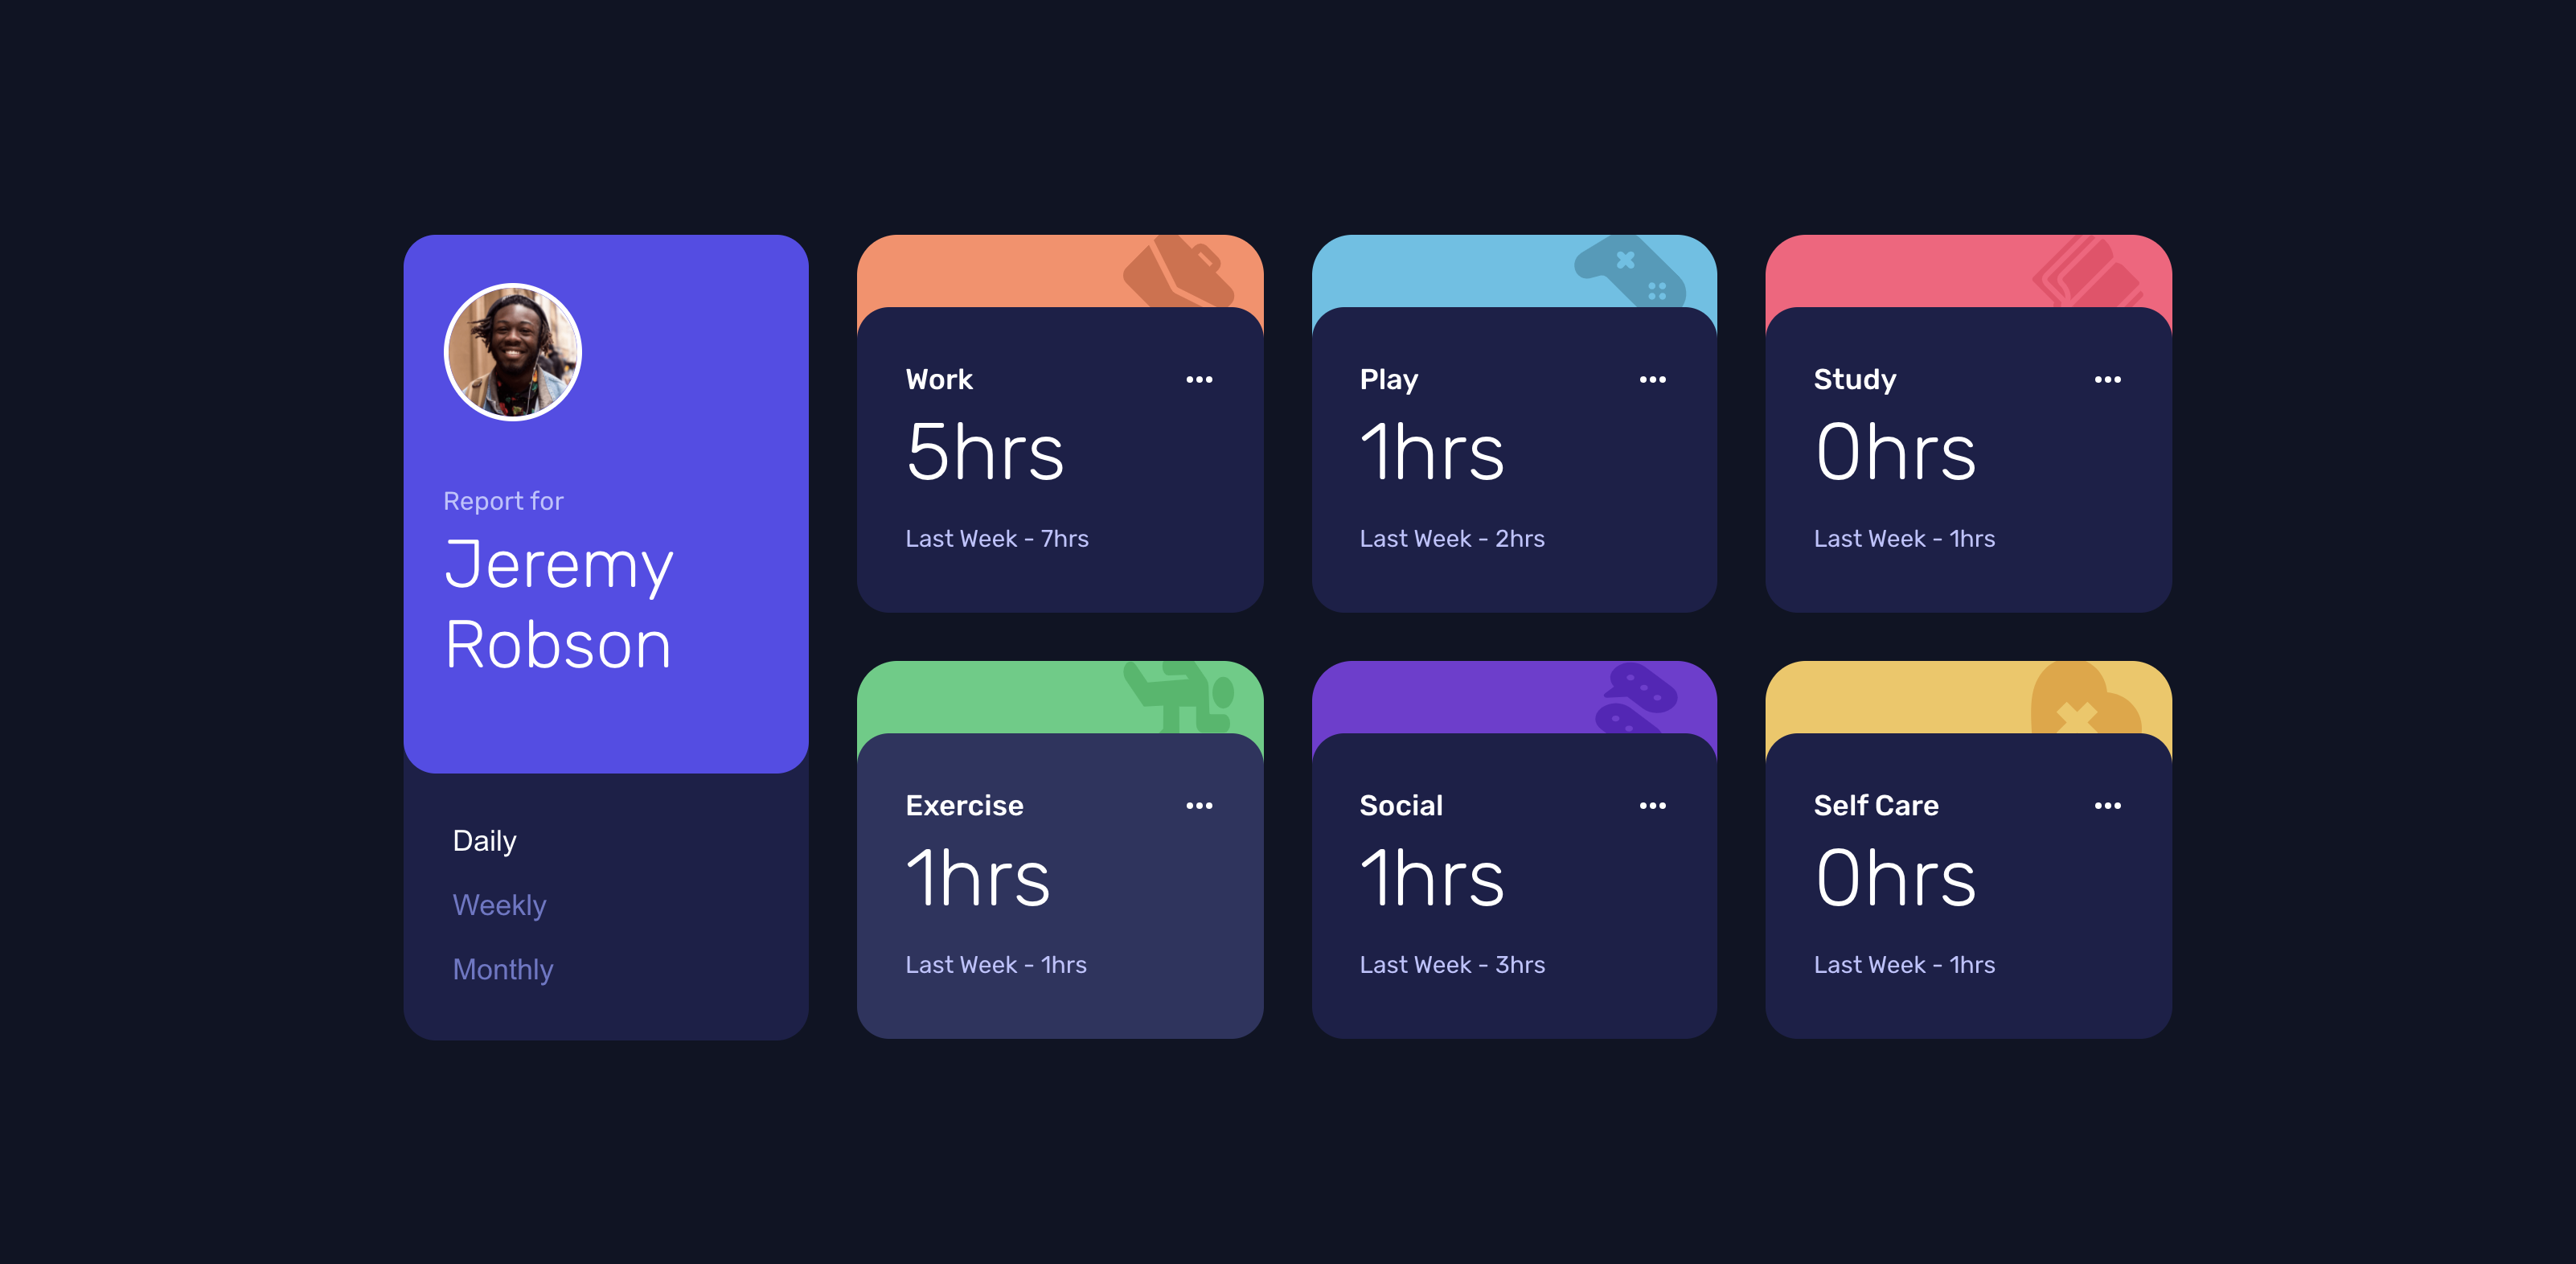 Report for
Jeremy
Robson
Daily
Weekly
Monthly
Work
5hrs
Last Week - 7hrs
Play
1hrs
Last Week - 2hrs
Study
0hrs
Last Week - 1hrs
Exercise
1hrs
Last Week - 1hrs
Social
1hrs
Last Week - 3hrs
Self Care
0hrs
Last Week - 1hrs